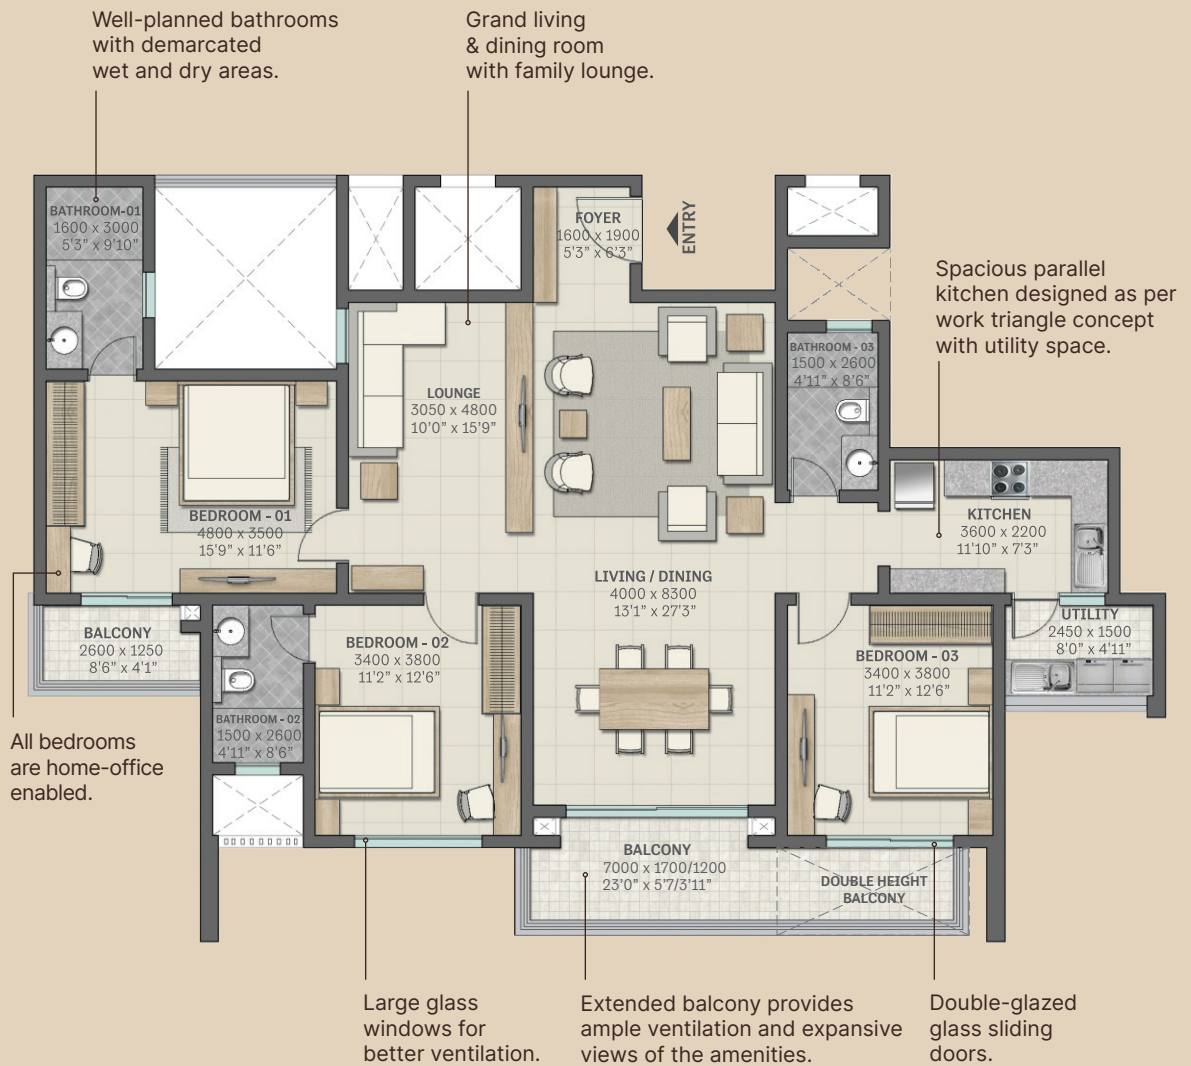 Well-planned bathrooms
with demarcated
wet and dry areas.
Grand living
& dining room
with family lounge.
BATHROOM-01
1600 x 3000
5'3" x 9'10"
FOYER
1600 x 1900
5'3" x 6'3"
ENTRY
Spacious parallel
kitchen designed as per
work triangle concept
with utility space.
BATHROOM - 03
1500 x 2600
4'11" x 8'6"
LOUNGE
3050 x 4800
10'0" x 15'9"
BEDROOM - 01
4800 x 3500
15'9" x 11'6"
KITCHEN
3600 x 2200
11'10" x 7'3"
LIVING / DINING
4000 x 8300
13'1" x 27'3"
BALCONY
2600 x 1250
8'6" x 4'1"
BEDROOM - 02
3400 x 3800
11'2" x 12'6"
BEDROOM - 03
3400 x 3800
11'2" x 12'6"
UTILITY
2450 x 1500
8'0" x 4'11"
BATHROOM - 02
1500 x 2600
4'11" x 8'6"
All bedrooms
are home-office
enabled.
BALCONY
7000 x 1700/1200
23'0" x 5'7/3'11"
DOUBLE HEIGHT
BALCONY
Large glass
windows for
better ventilation.
Extended balcony provides
ample ventilation and expansive
views of the amenities.
Double-glazed
glass sliding
doors.